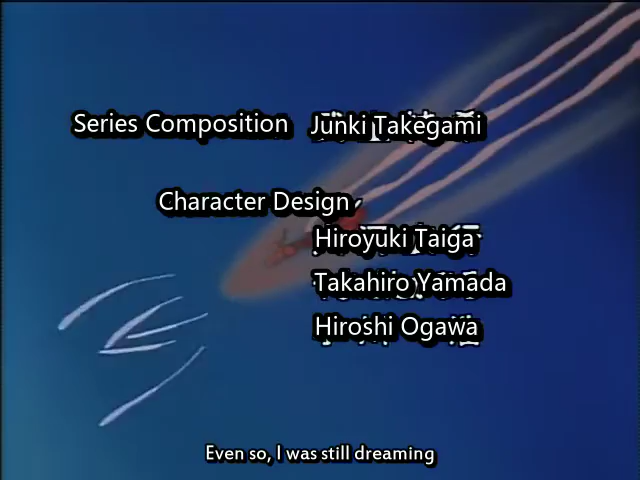 Series Composition Junki Takegami
Character Design
Hiroyuki Taiga
Takahiro Yamada
Hiroshi Ogawa
Even so, I was still dreaming